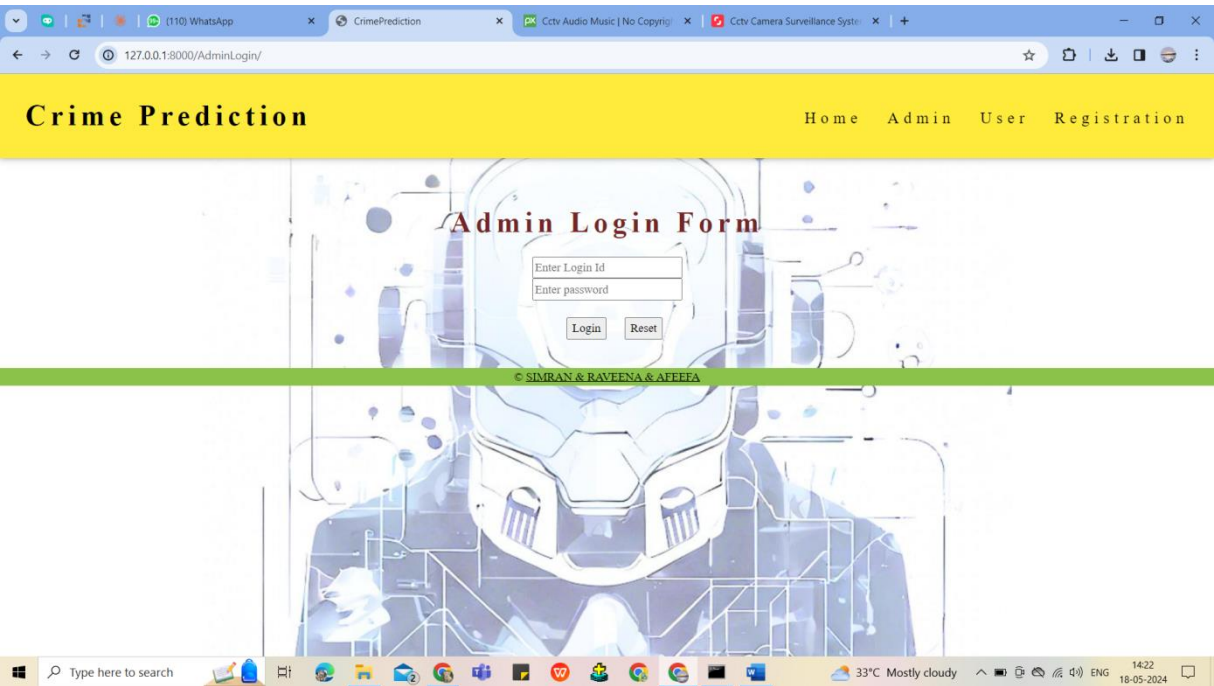 (110) WhatsApp
CrimePrediction
Cctv Audio Music | No Copyrig
Cctv Camera Surveillance Syste
127.0.0.1:8000/AdminLogin/
Crime Prediction
Home Admin User Registration
Admin Login Form
Enter Login Id
Enter password
Login Reset
© SIMRAN & RAVEENA & AFEEFA
Type here to search
33°C Mostly cloudy
ENG
14:22
18-05-2024